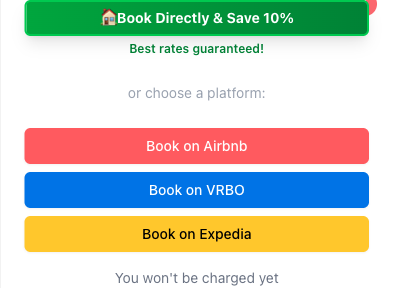 Book Directly & Save 10%
Best rates guaranteed!
or choose a platform:
Book on Airbnb
Book on VRBO
Book on Expedia
You won't be charged yet